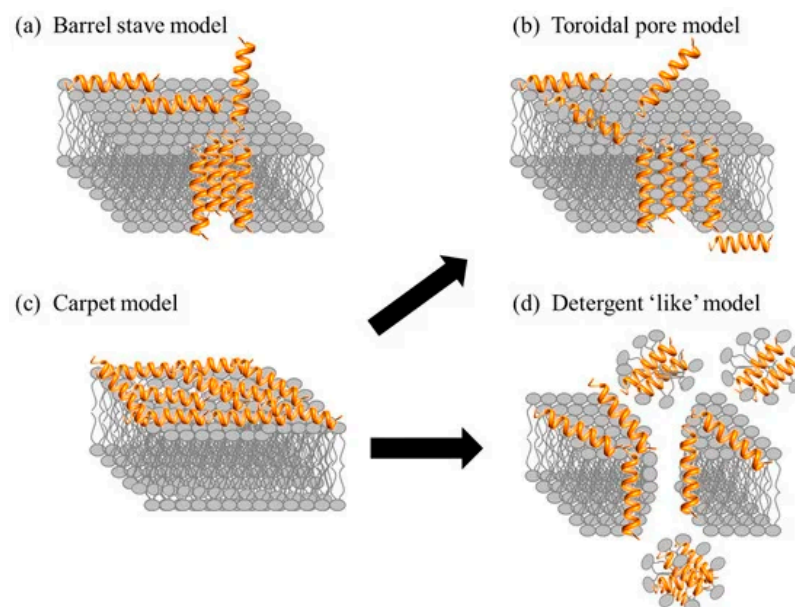 (a) Barrel stave model
(b) Toroidal pore model
(c) Carpet model
(d) Detergent ‘like’ model